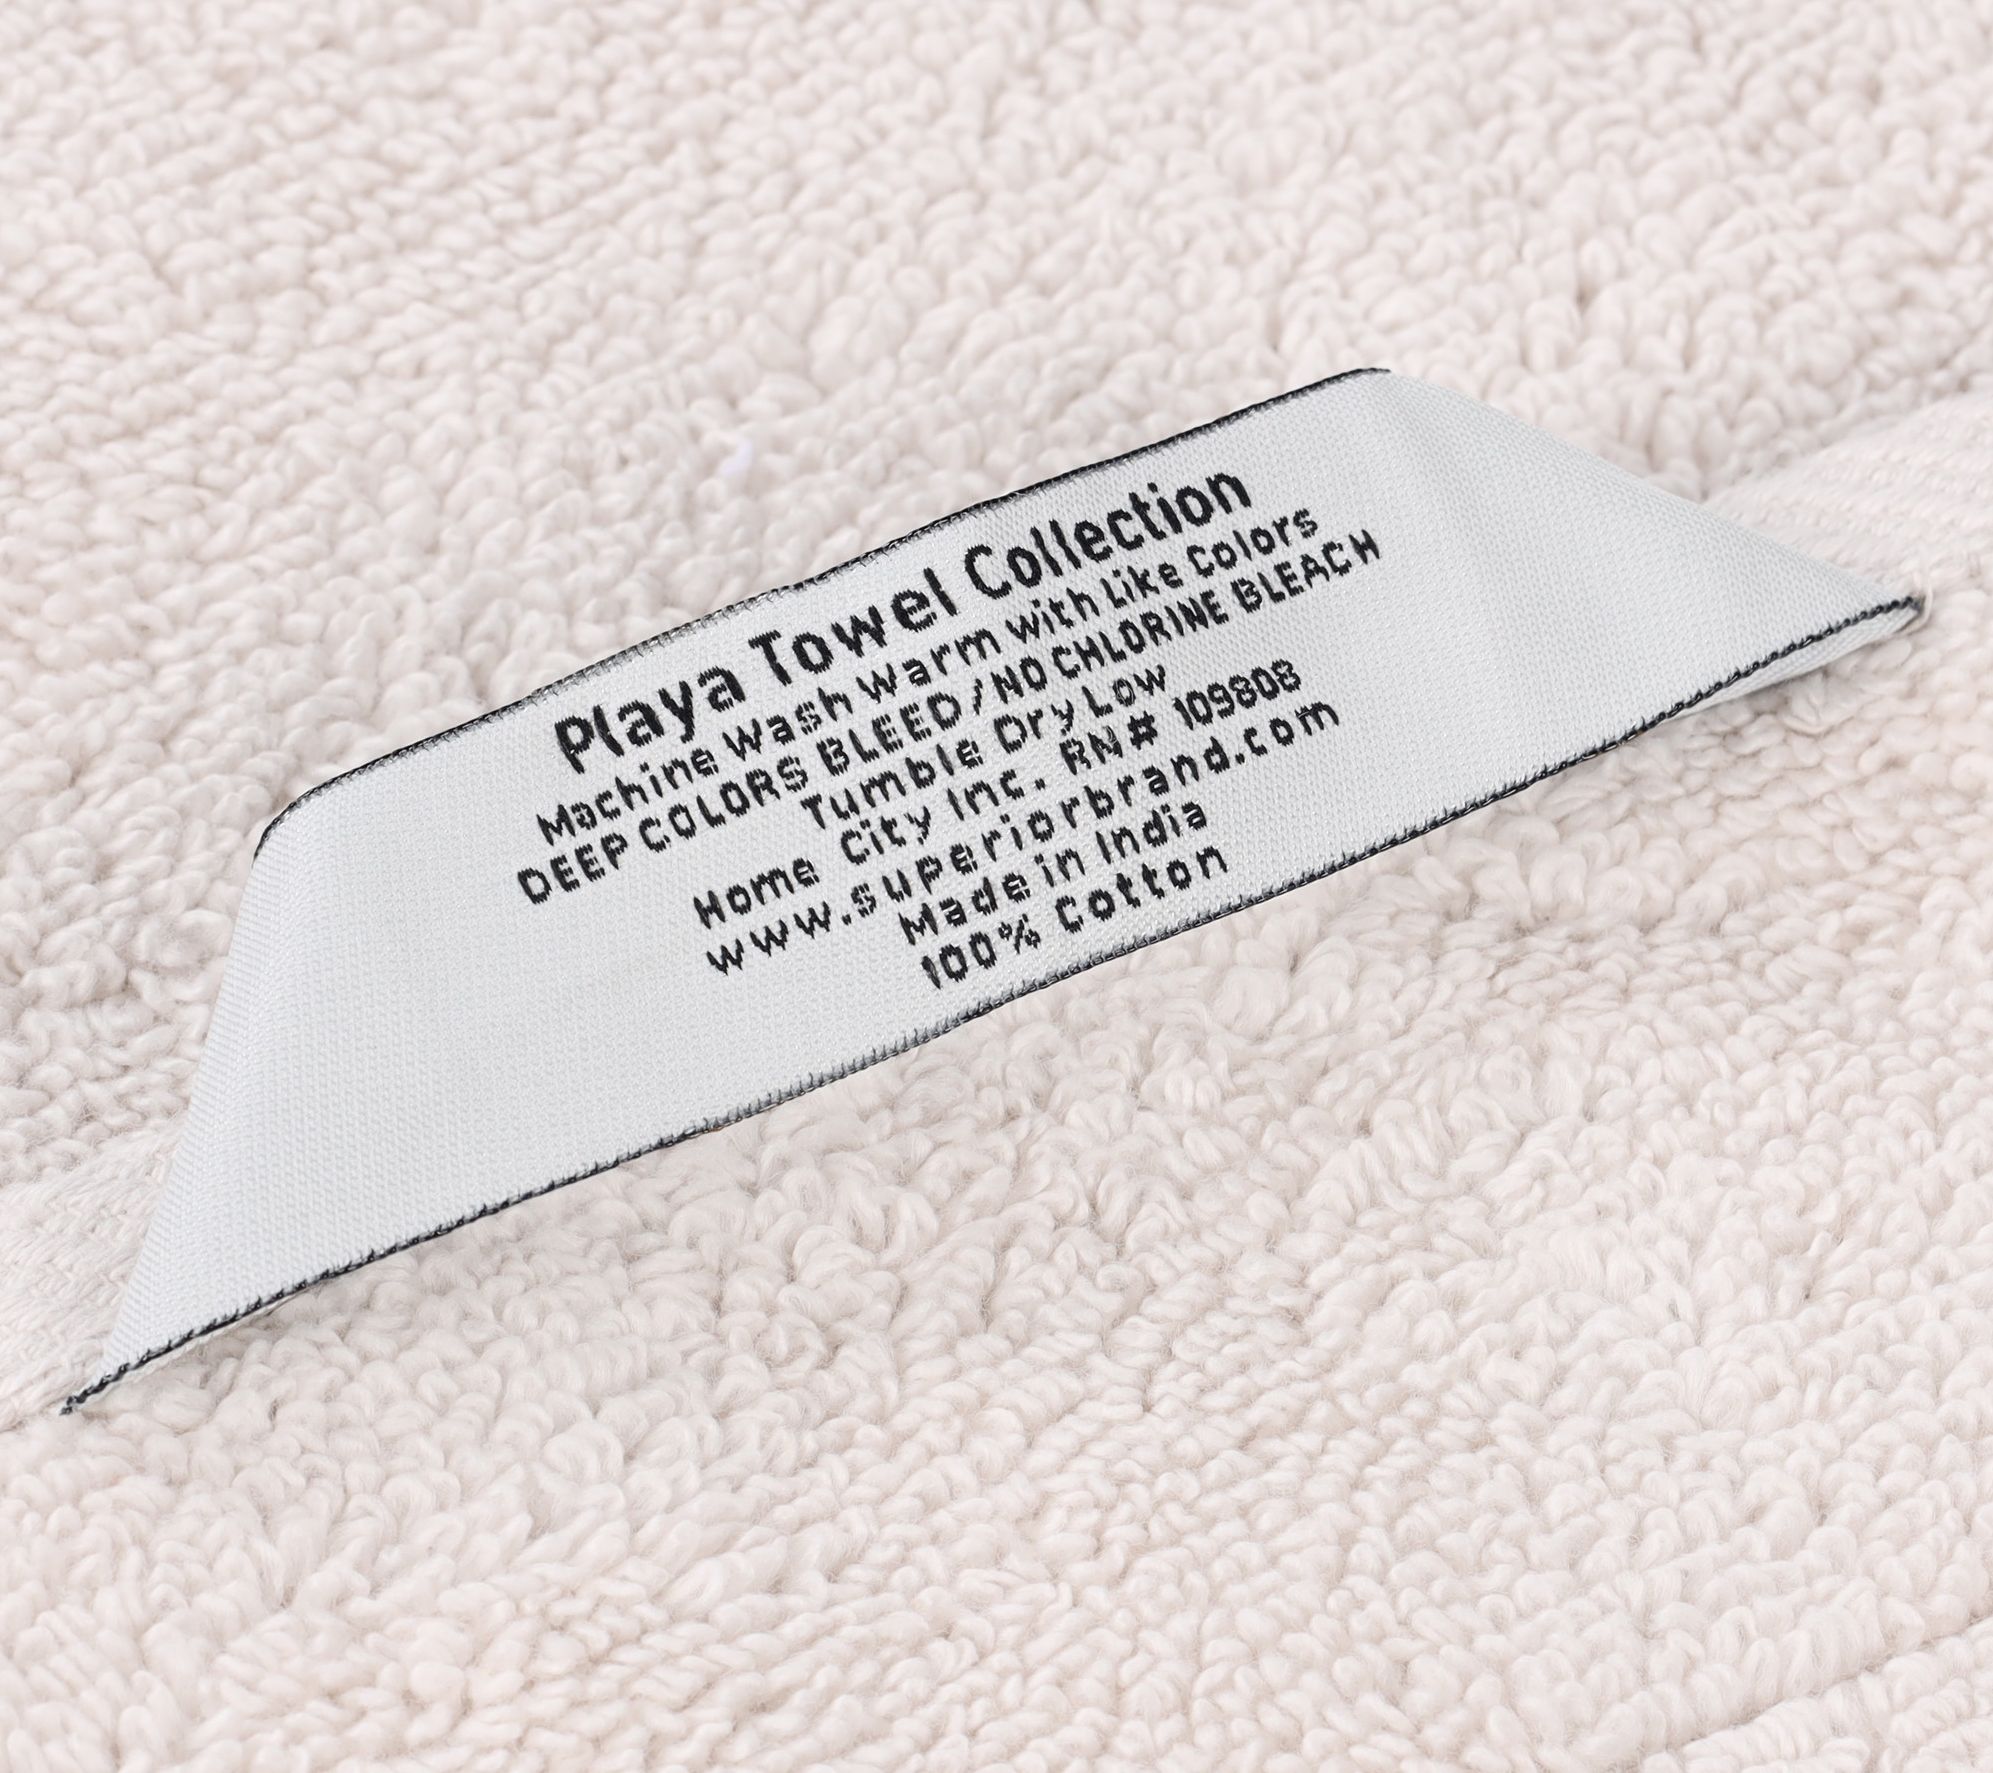 Playa Towel Collection
Machine Wash Warm with Like Colors
DEEP COLORS BLEED/NO CHLORINE BLEACH
Tumble Dry Low
Home City Inc. RN# 109808
www.superiorbrand.com
Made in India
100% Cotton